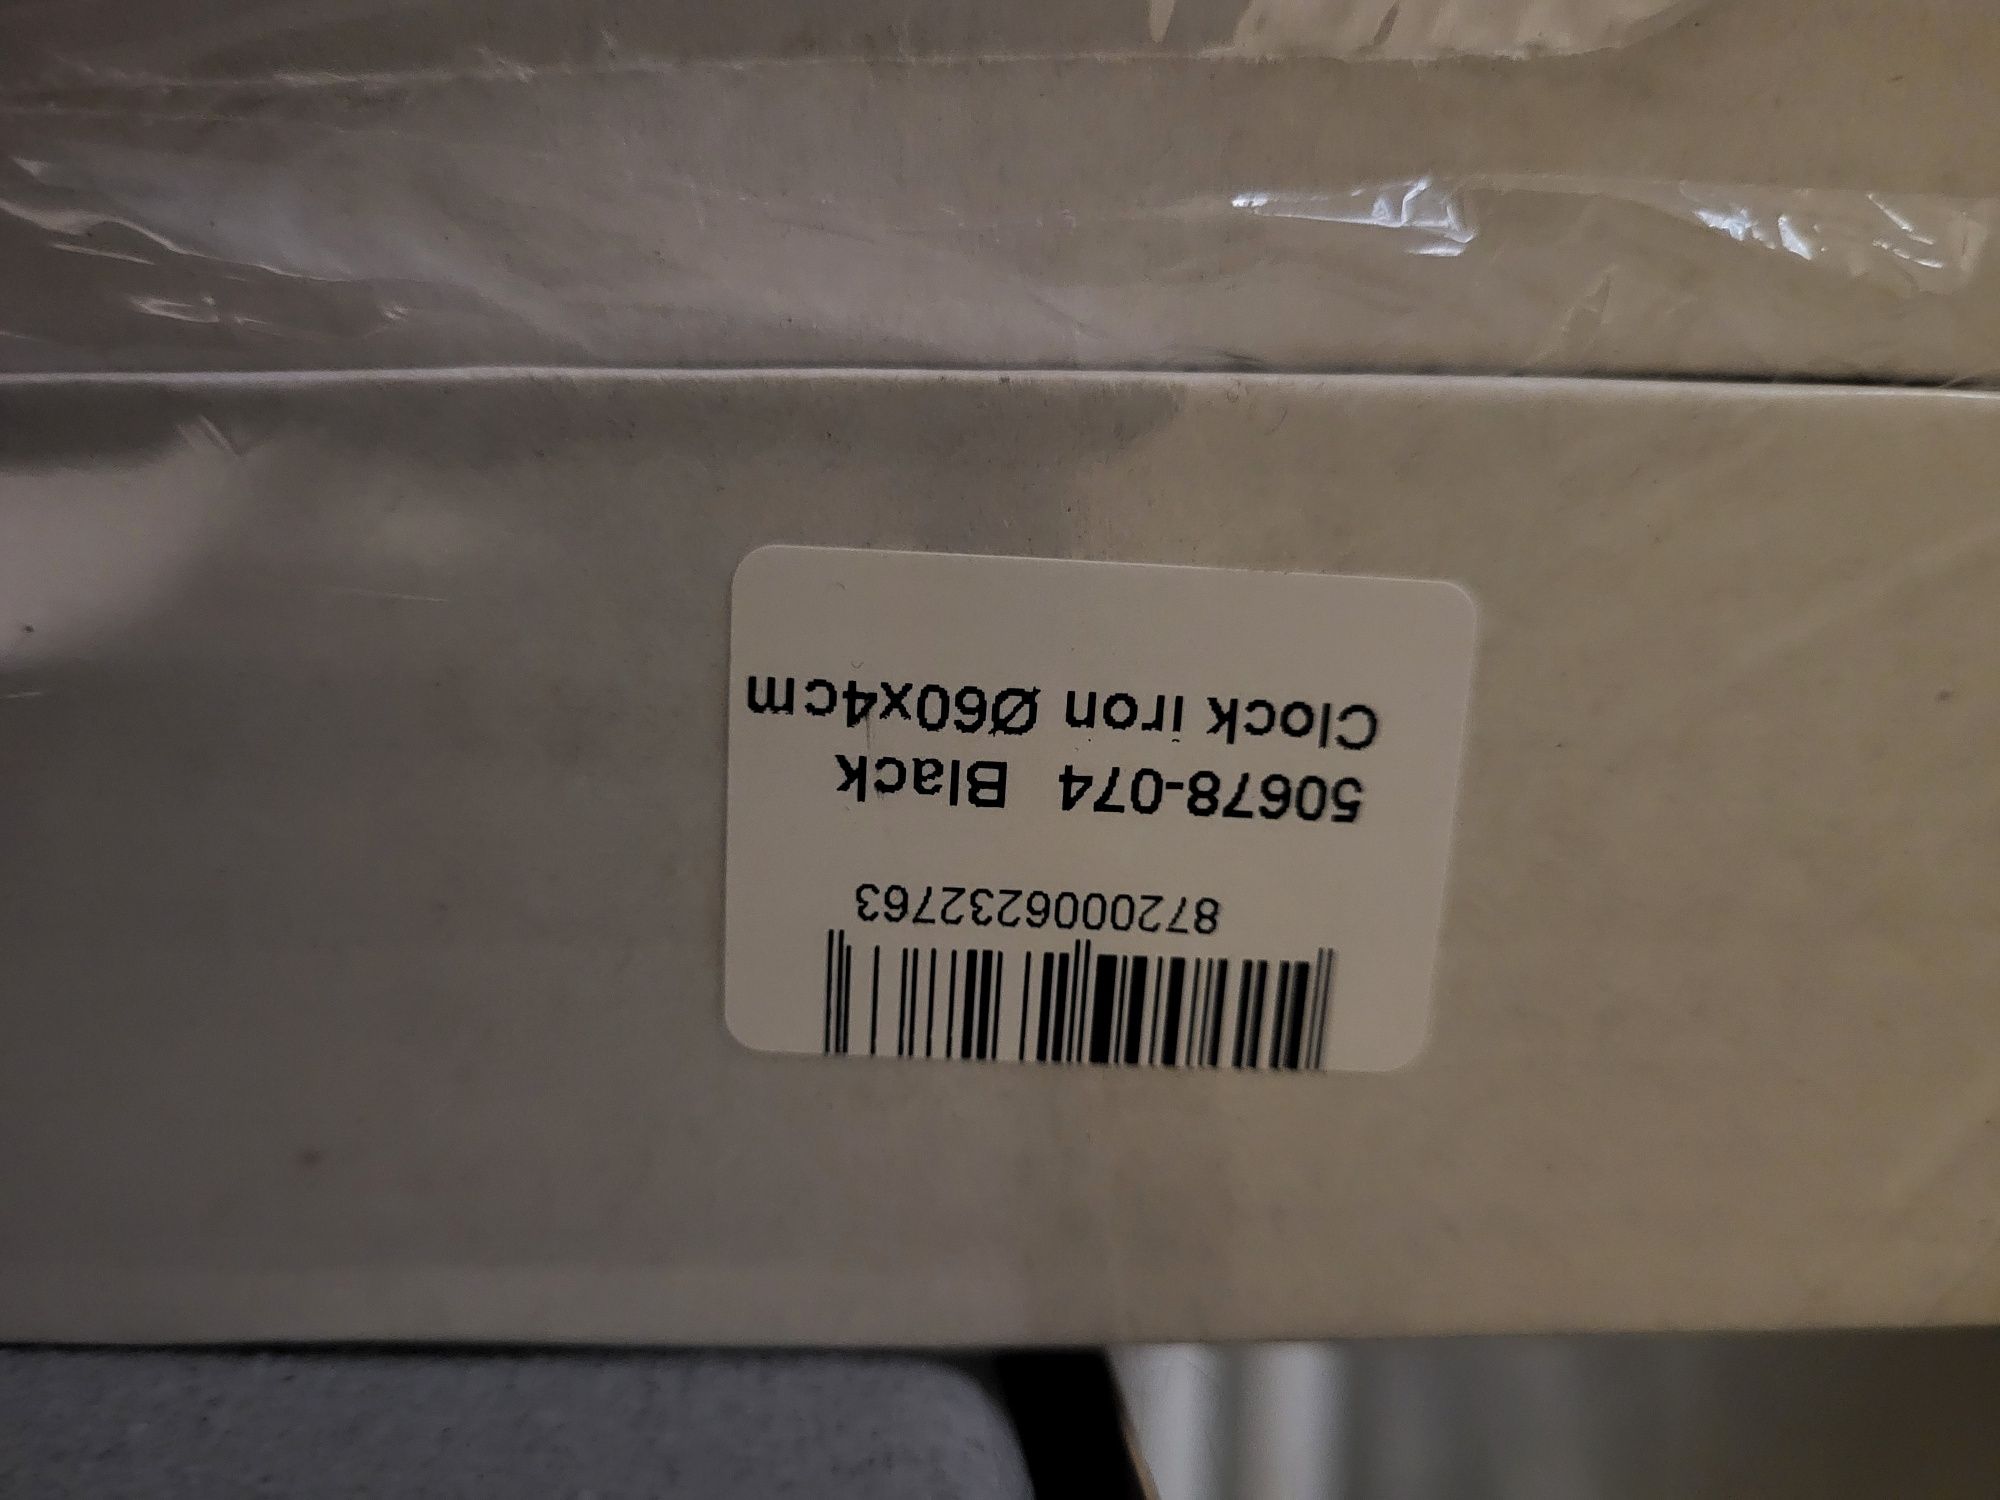 Clock iron Ø60x4cm
50678-074 Black
8720006232763